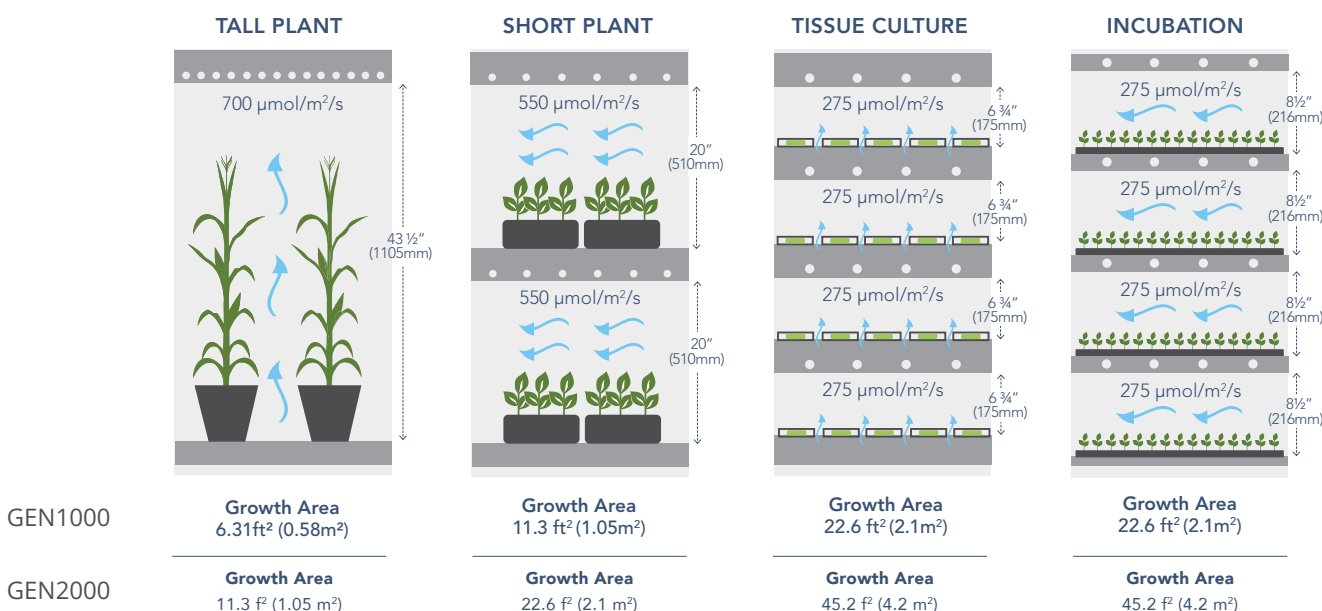 TALL PLANT
700 μmol/m²/s
43 ½”
(1105mm)
SHORT PLANT
550 μmol/m²/s
20”
(510mm)
550 μmol/m²/s
20”
(510mm)
TISSUE CULTURE
275 μmol/m²/s
6 ¾”
(175mm)
275 μmol/m²/s
6 ¾”
(175mm)
275 μmol/m²/s
6 ¾”
(175mm)
275 μmol/m²/s
6 ¾”
(175mm)
INCUBATION
275 μmol/m²/s
8½”
(216mm)
275 μmol/m²/s
8½”
(216mm)
275 μmol/m²/s
8½”
(216mm)
275 μmol/m²/s
8½”
(216mm)
GEN1000
Growth Area
6.31ft² (0.58m²)
Growth Area
11.3 ft² (1.05m²)
Growth Area
22.6 ft² (2.1m²)
Growth Area
22.6 ft² (2.1m²)
GEN2000
Growth Area
11.3 f² (1.05 m²)
Growth Area
22.6 f² (2.1 m²)
Growth Area
45.2 f² (4.2 m²)
Growth Area
45.2 f² (4.2 m²)